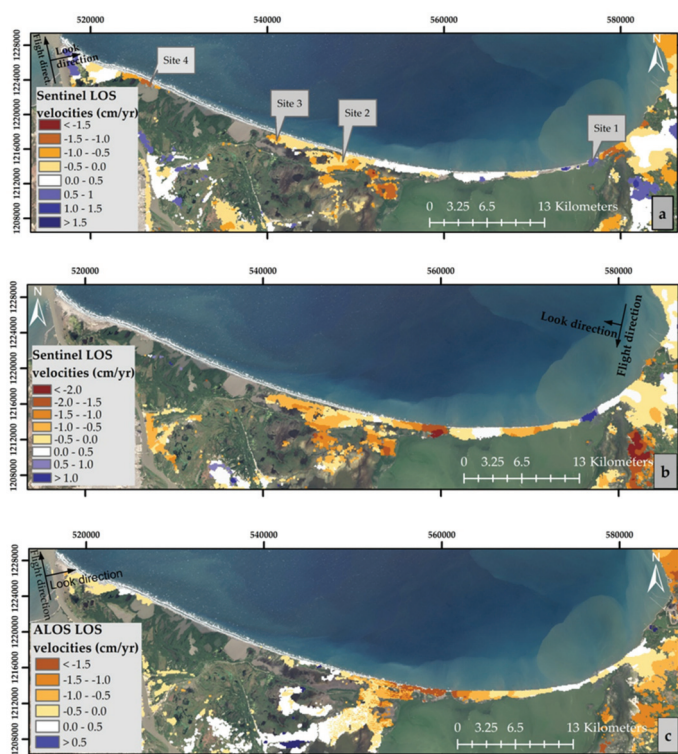 520000 540000 560000 580000
1228000
1224000
1220000
1216000
1212000
1208000
Flight direct
Look
direction
Site 4
Site 3
Site 2
Site 1
N
Sentinel LOS
velocities (cm/yr)
< -1.5
-1.5 - -1.0
-1.0 - -0.5
-0.5 - 0.0
0.0 - 0.5
0.5 - 1
1.0 - 1.5
> 1.5
0 3.25 6.5 13 Kilometers
a
520000 540000 560000 580000
1228000
1224000
1220000
1216000
1212000
1208000
N
Look direction
Flight direction
Sentinel LOS
velocities (cm/yr)
< -2.0
-2.0 - -1.5
-1.5 - -1.0
-1.0 - -0.5
-0.5 - 0.0
0.0 - 0.5
0.5 - 1.0
> 1.0
0 3.25 6.5 13 Kilometers
b
520000 540000 560000 580000
1228000
1224000
1220000
1216000
1212000
1208000
Flight direction
Look direction
N
ALOS LOS
velocities (cm/yr)
< -1.5
-1.5 - -1.0
-1.0 - -0.5
-0.5 - 0.0
0.0 - 0.5
> 0.5
0 3.25 6.5 13 Kilometers
c